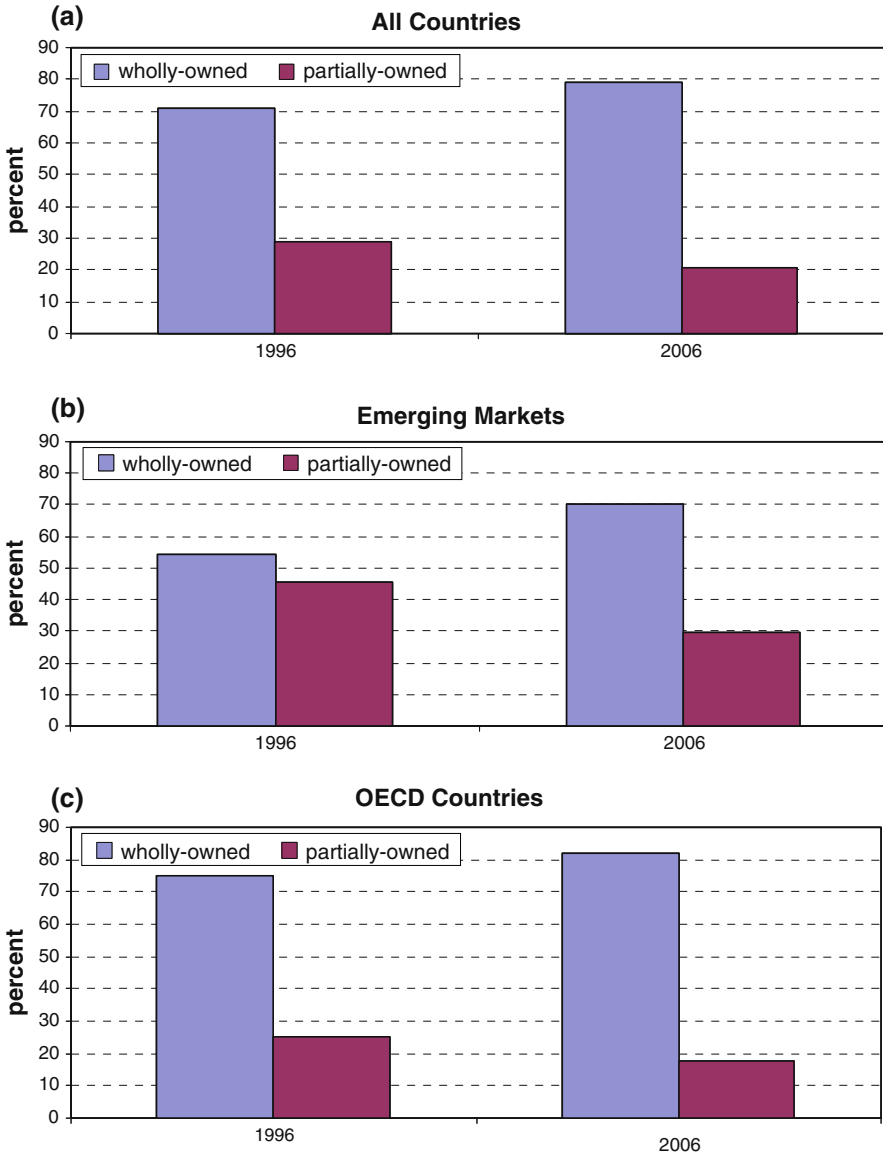 (a)
All Countries
90
80
70
60
50
40
30
20
10
0
percent
wholly-owned partially-owned
1996 2006
(b)
Emerging Markets
90
80
70
60
50
40
30
20
10
0
percent
wholly-owned partially-owned
1996 2006
(c)
OECD Countries
90
80
70
60
50
40
30
20
10
0
percent
wholly-owned partially-owned
1996 2006